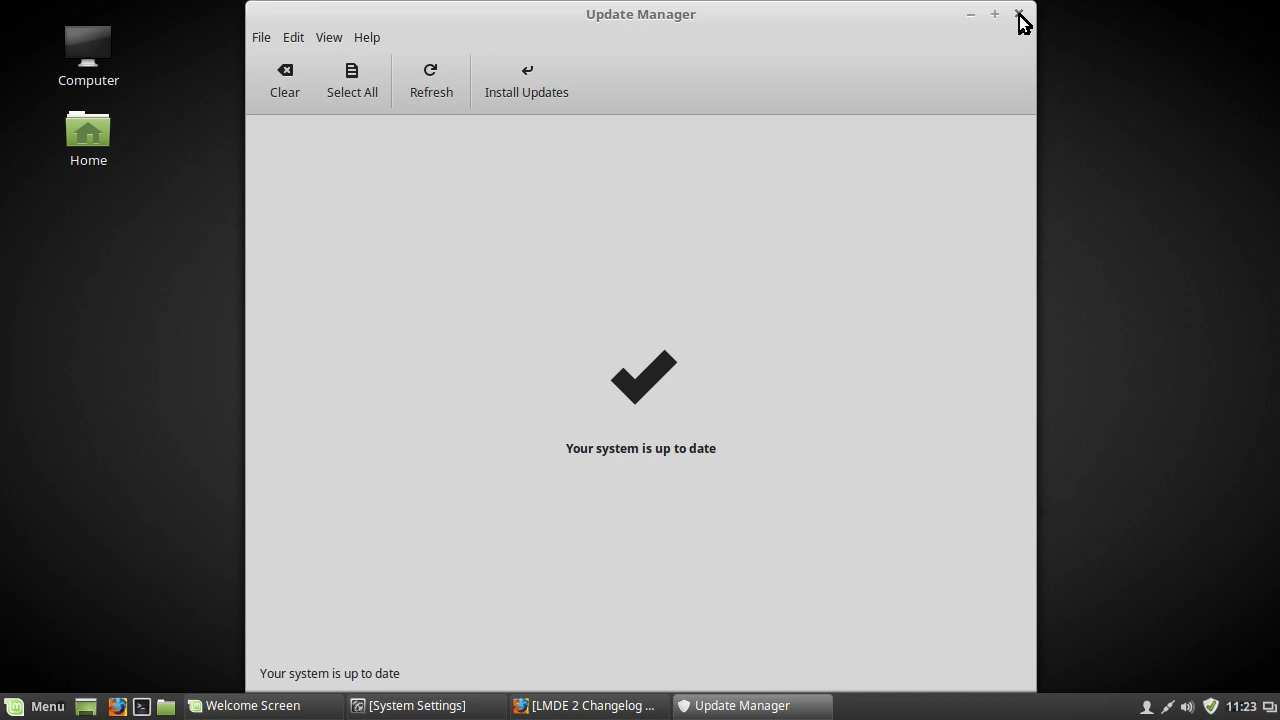 Update Manager
Computer
Home
File Edit View Help
Clear Select All Refresh Install Updates
Your system is up to date
Your system is up to date
Menu Welcome Screen [System Settings] [LMDE 2 Changelog ... Update Manager 11:23